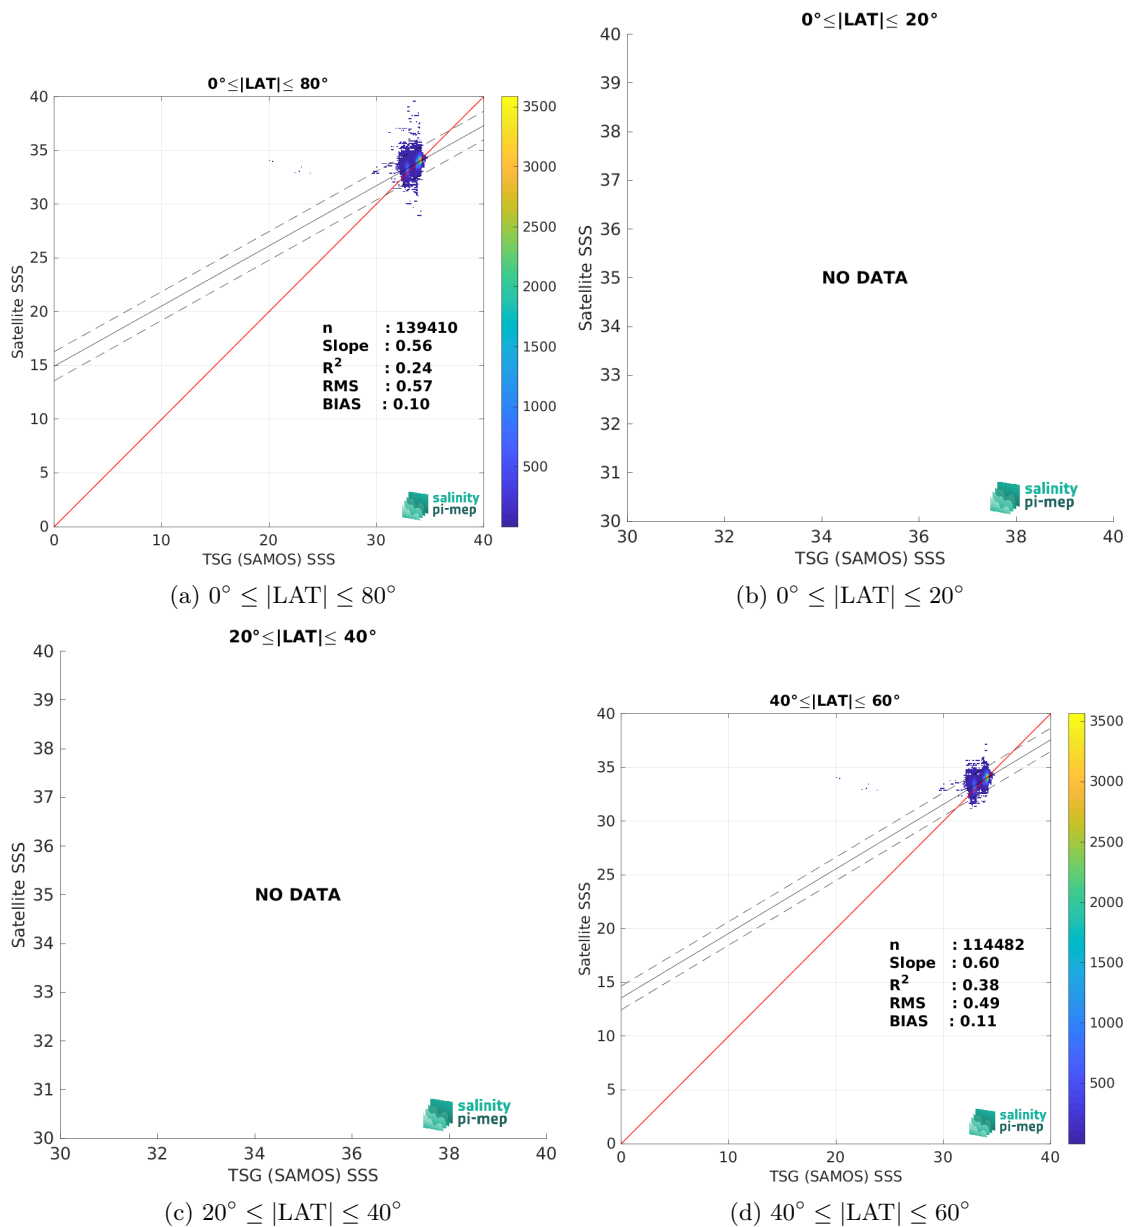 0°≤|LAT|≤ 80°
40
35
30
25
20
15
10
5
0
Satellite SSS
n : 139410
Slope : 0.56
R² : 0.24
RMS : 0.57
BIAS : 0.10
salinity
pi-mep
0 10 20 30 40
TSG (SAMOS) SSS
3500
3000
2500
2000
1500
1000
500
(a) 0° ≤ |LAT| ≤ 80°
0°≤|LAT|≤ 20°
40
39
38
37
36
35
34
33
32
31
30
Satellite SSS
NO DATA
salinity
pi-mep
30 32 34 36 38 40
TSG (SAMOS) SSS
(b) 0° ≤ |LAT| ≤ 20°
20°≤|LAT|≤ 40°
40
39
38
37
36
35
34
33
32
31
30
Satellite SSS
NO DATA
salinity
pi-mep
30 32 34 36 38 40
TSG (SAMOS) SSS
(c) 20° ≤ |LAT| ≤ 40°
40°≤|LAT|≤ 60°
40
35
30
25
20
15
10
5
0
Satellite SSS
n : 114482
Slope : 0.60
R² : 0.38
RMS : 0.49
BIAS : 0.11
salinity
pi-mep
0 10 20 30 40
TSG (SAMOS) SSS
3500
3000
2500
2000
1500
1000
500
(d) 40° ≤ |LAT| ≤ 60°